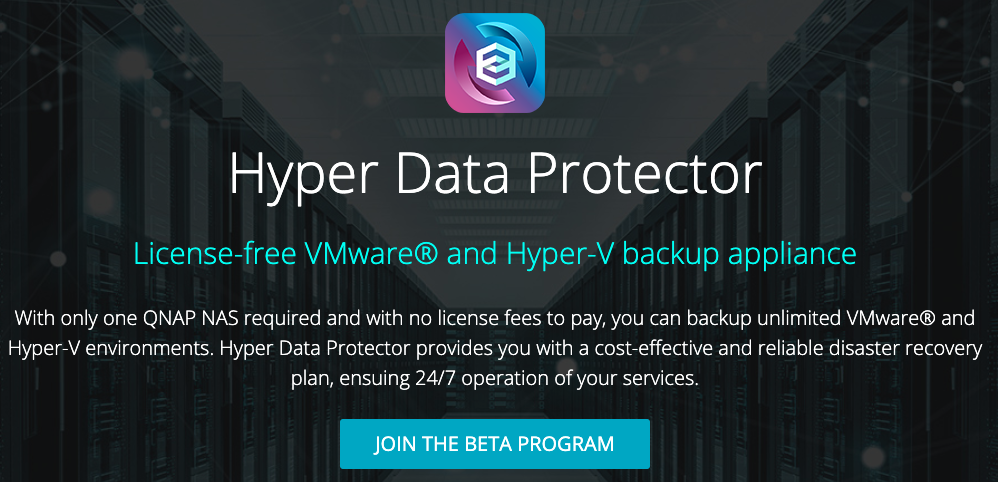 Hyper Data Protector
License-free VMware® and Hyper-V backup appliance
With only one QNAP NAS required and with no license fees to pay, you can backup unlimited VMware® and
Hyper-V environments. Hyper Data Protector provides you with a cost-effective and reliable disaster recovery
plan, ensuing 24/7 operation of your services.
JOIN THE BETA PROGRAM